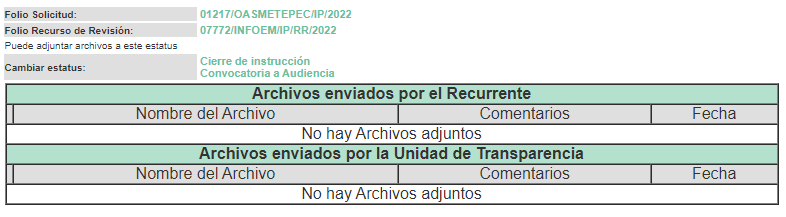 Folio Solicitud: 01217/OASMETEPEC/IP/2022
Folio Recurso de Revisión: 07772/INFOEM/IP/RR/2022
Puede adjuntar archivos a este estatus
Cambiar estatus: Cierre de instrucción
Convocatoria a Audiencia
Archivos enviados por el Recurrente
Nombre del Archivo Comentarios Fecha
No hay Archivos adjuntos
Archivos enviados por la Unidad de Transparencia
Nombre del Archivo Comentarios Fecha
No hay Archivos adjuntos